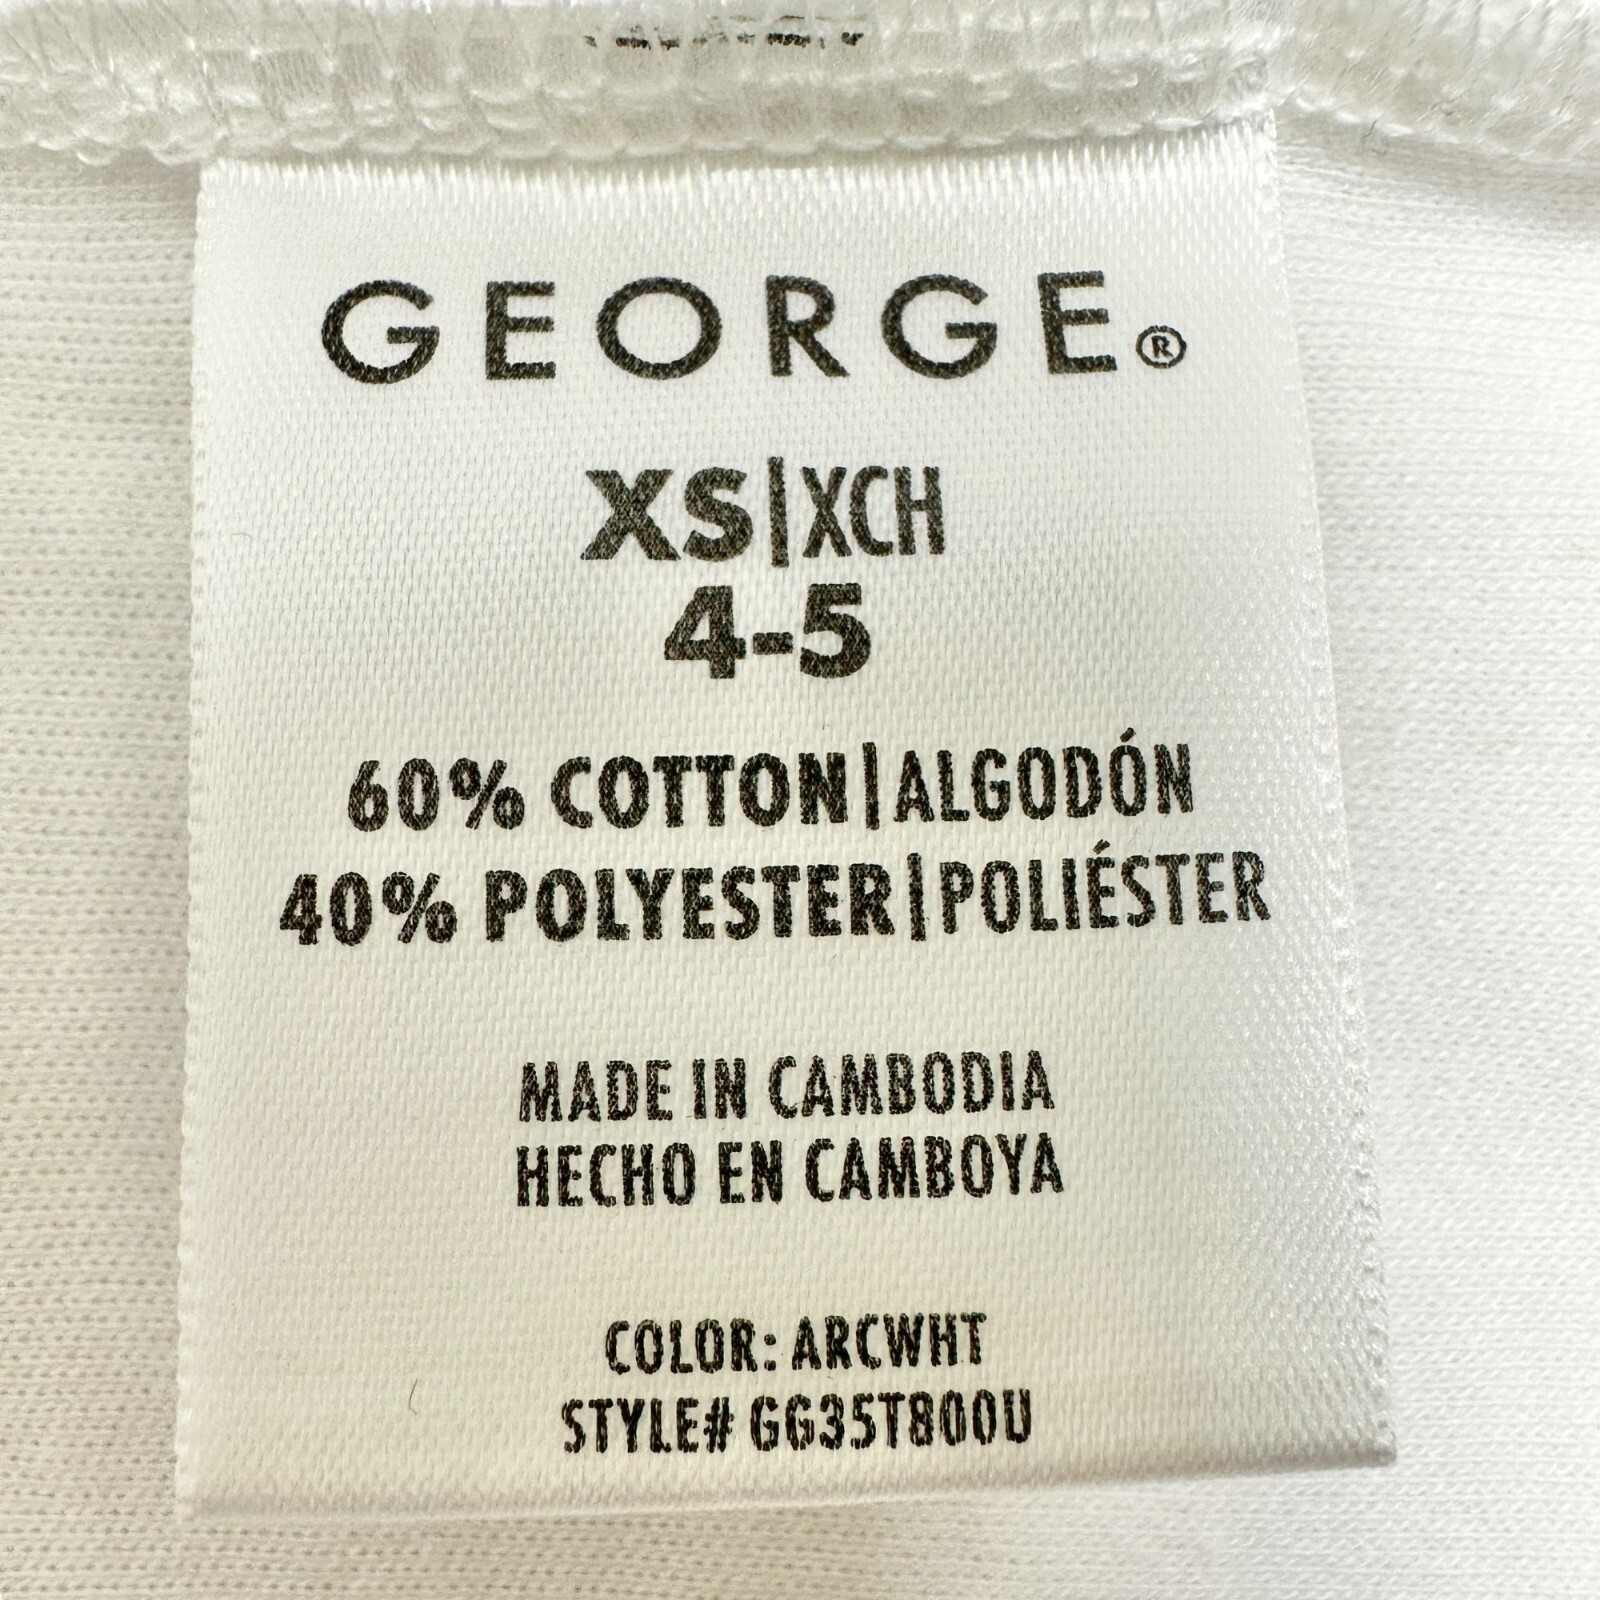 GEORGE®
XS|XCH
4-5
60% COTTON|ALGODÓN
40% POLYESTER|POLIÉSTER
MADE IN CAMBODIA
HECHO EN CAMBOYA
COLOR: ARCWHT
STYLE# GG35T800U